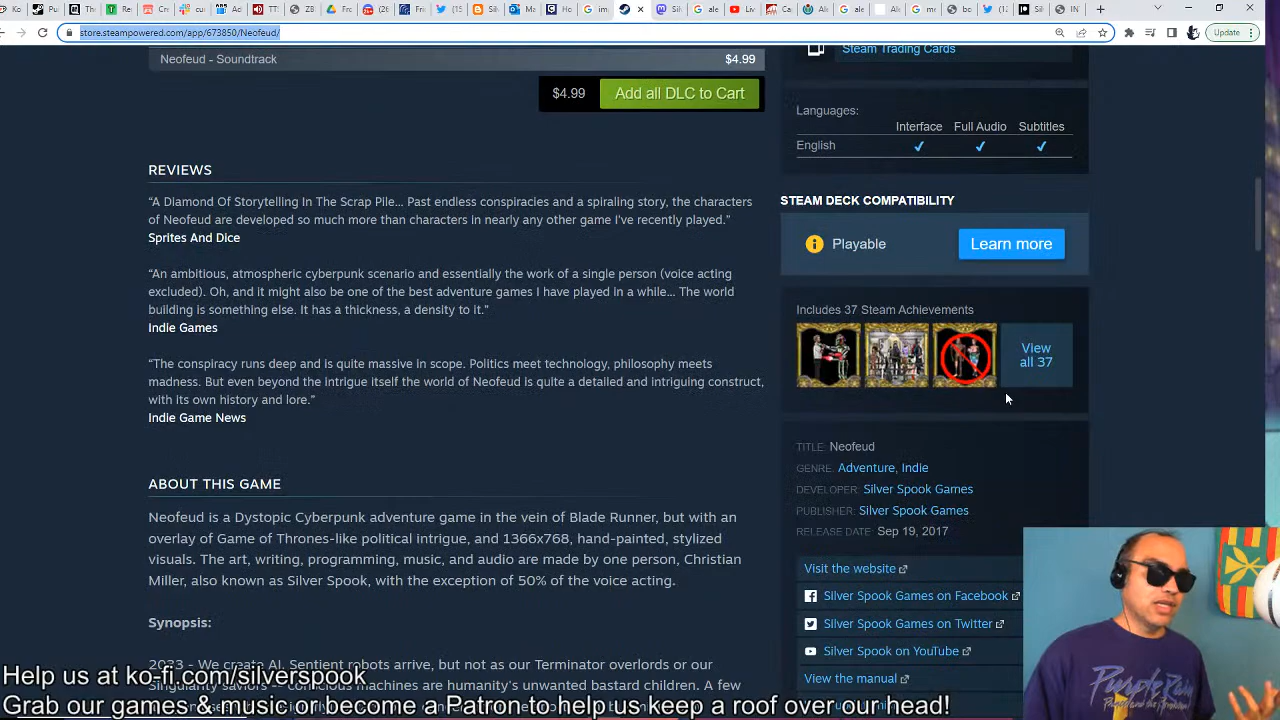 store.steampowered.com/app/673850/Neofeud/
Update
Neofeud - Soundtrack
$4.99
$4.99
Add all DLC to Cart
REVIEWS
“A Diamond Of Storytelling In The Scrap Pile... Past endless conspiracies and a spiraling story, the characters
of Neofeud are developed so much more than characters in nearly any other game I've recently played.”
Sprites And Dice
“An ambitious, atmospheric cyberpunk scenario and essentially the work of a single person (voice acting
excluded). Oh, and it might also be one of the best adventure games I have played in a while... The world
building is something else. It has a thickness, a density to it.”
Indie Games
“The conspiracy runs deep and is quite massive in scope. Politics meet technology, philosophy meets
madness. But even beyond the intrigue itself the world of Neofeud is quite a detailed and intriguing construct,
with its own history and lore.”
Indie Game News
ABOUT THIS GAME
Neofeud is a Dystopic Cyberpunk adventure game in the vein of Blade Runner, but with an
overlay of Game of Thrones-like political intrigue, and 1366x768, hand-painted, stylized
visuals. The art, writing, programming, music, and audio are made by one person, Christian
Miller, also known as Silver Spook, with the exception of 50% of the voice acting.
Synopsis:
2033 - We create AI. Sentient robots arrive, but not as our Terminator overlords or our
Singularity saviors -- conscious machines are humanity's unwanted bastard children. A few
Steam Trading Cards
Languages:
Interface Full Audio Subtitles
English ✔ ✔ ✔
STEAM DECK COMPATIBILITY
Playable
Learn more
Includes 37 Steam Achievements
View
all 37
TITLE: Neofeud
GENRE: Adventure, Indie
DEVELOPER: Silver Spook Games
PUBLISHER: Silver Spook Games
RELEASE DATE: Sep 19, 2017
Visit the website
Silver Spook Games on Facebook
Silver Spook Games on Twitter
Silver Spook on YouTube
View the manual
Purple Rain
Help us at ko-fi.com/silverspook
Grab our games & music or become a Patron to help us keep a roof over our head!